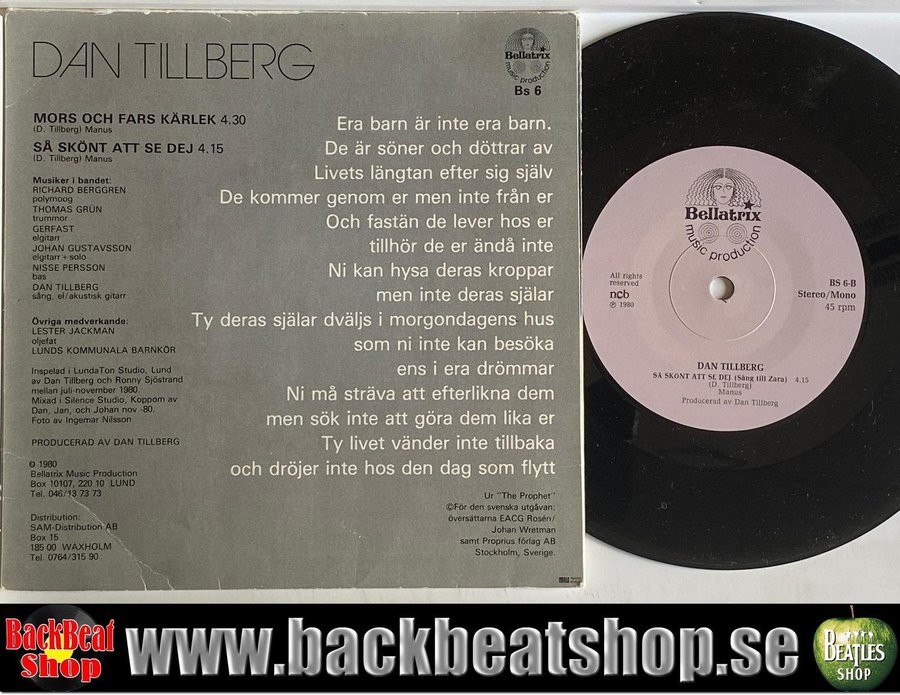 DAN TILLBERG
Bellatrix
music production
Bs 6
MORS OCH FARS KÄRLEK 4.30
(D. Tillberg) Manus
SÅ SKÖNT ATT SE DEJ 4.15
(D. Tillberg) Manus
Musiker i bandet:
RICHARD BERGGREN
polymoog
THOMAS GRÜN
trummor
GERFAST
elgitarr
JOHAN GUSTAVSSON
elgitarr + solo
NISSE PERSSON
bas
DAN TILLBERG
sång, el/akustisk gitarr
Övriga medverkande:
LESTER JACKMAN
oljefat
LUNDS KOMMUNALA BARNKÖR
Inspelad i LundaTon Studio, Lund
av Dan Tillberg och Ronny Sjöstrand
mellan juli-november 1980.
Mixad i Silence Studio, Koppom av
Dan, Jan, och Johan nov -80.
Foto av Ingemar Nilsson
PRODUCERAD AV DAN TILLBERG
℗ 1980
Bellatrix Music Production
Box 10107, 220 10 LUND
Tel. 046/13 73 73
Distribution:
SAM-Distribution AB
Box 15
185 00 WAXHOLM
Tel. 0764/315 90
Era barn är inte era barn.
De är söner och döttrar av
Livets längtan efter sig själv
De kommer genom er men inte från er
Och fastän de lever hos er
tillhör de er ändå inte
Ni kan hysa deras kroppar
men inte deras själar
Ty deras själar dväljs i morgondagens hus
som ni inte kan besöka
ens i era drömmar
Ni må sträva att efterlikna dem
men sök inte att göra dem lika er
Ty livet vänder inte tillbaka
och dröjer inte hos den dag som flytt
Ur "The Prophet"
©För den svenska utgåvan:
översättarna EACG Rosén/
Johan Wretman
samt Proprius förlag AB
Stockholm, Sverige.
Bellatrix
music production
All rights
reserved
ncb
℗ 1980
BS 6-B
Stereo/Mono
45 rpm
DAN TILLBERG
SÅ SKÖNT ATT SE DEJ (Sång till Zara) 4.15
(D. Tillberg)
Manus
Producerad av Dan Tillberg
BackBeat
Shop
www.backbeatshop.se
BEATLES
SHOP